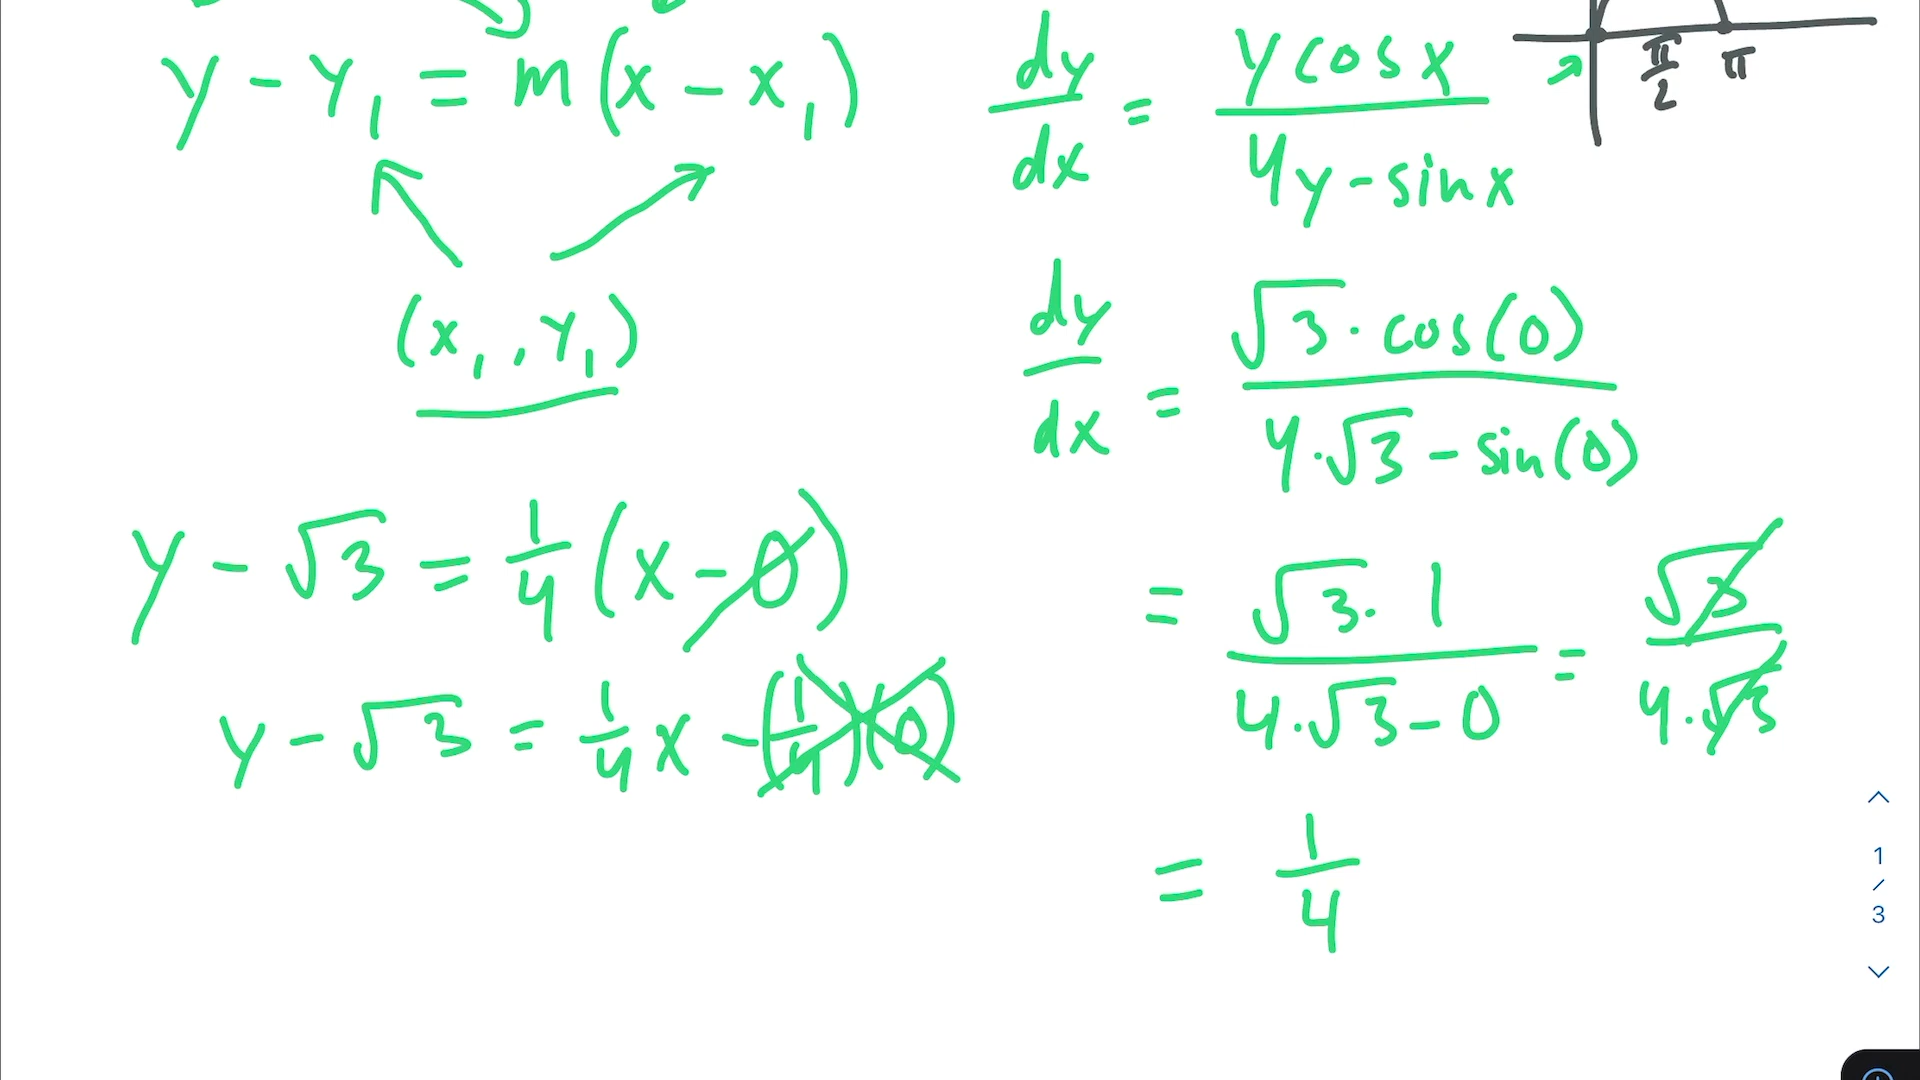 y - y₁ = m(x - x₁)
(x₁, y₁)
y - √3 = 1/4 (x - 0)
y - √3 = 1/4 x - (1/4)(0)
dy/dx = y cos x / 4y - sin x
dy/dx = √3 · cos(0) / 4·√3 - sin(0)
= √3 · 1 / 4·√3 - 0 = √3 / 4·√3
= 1/4
π/2 π
1
/
3